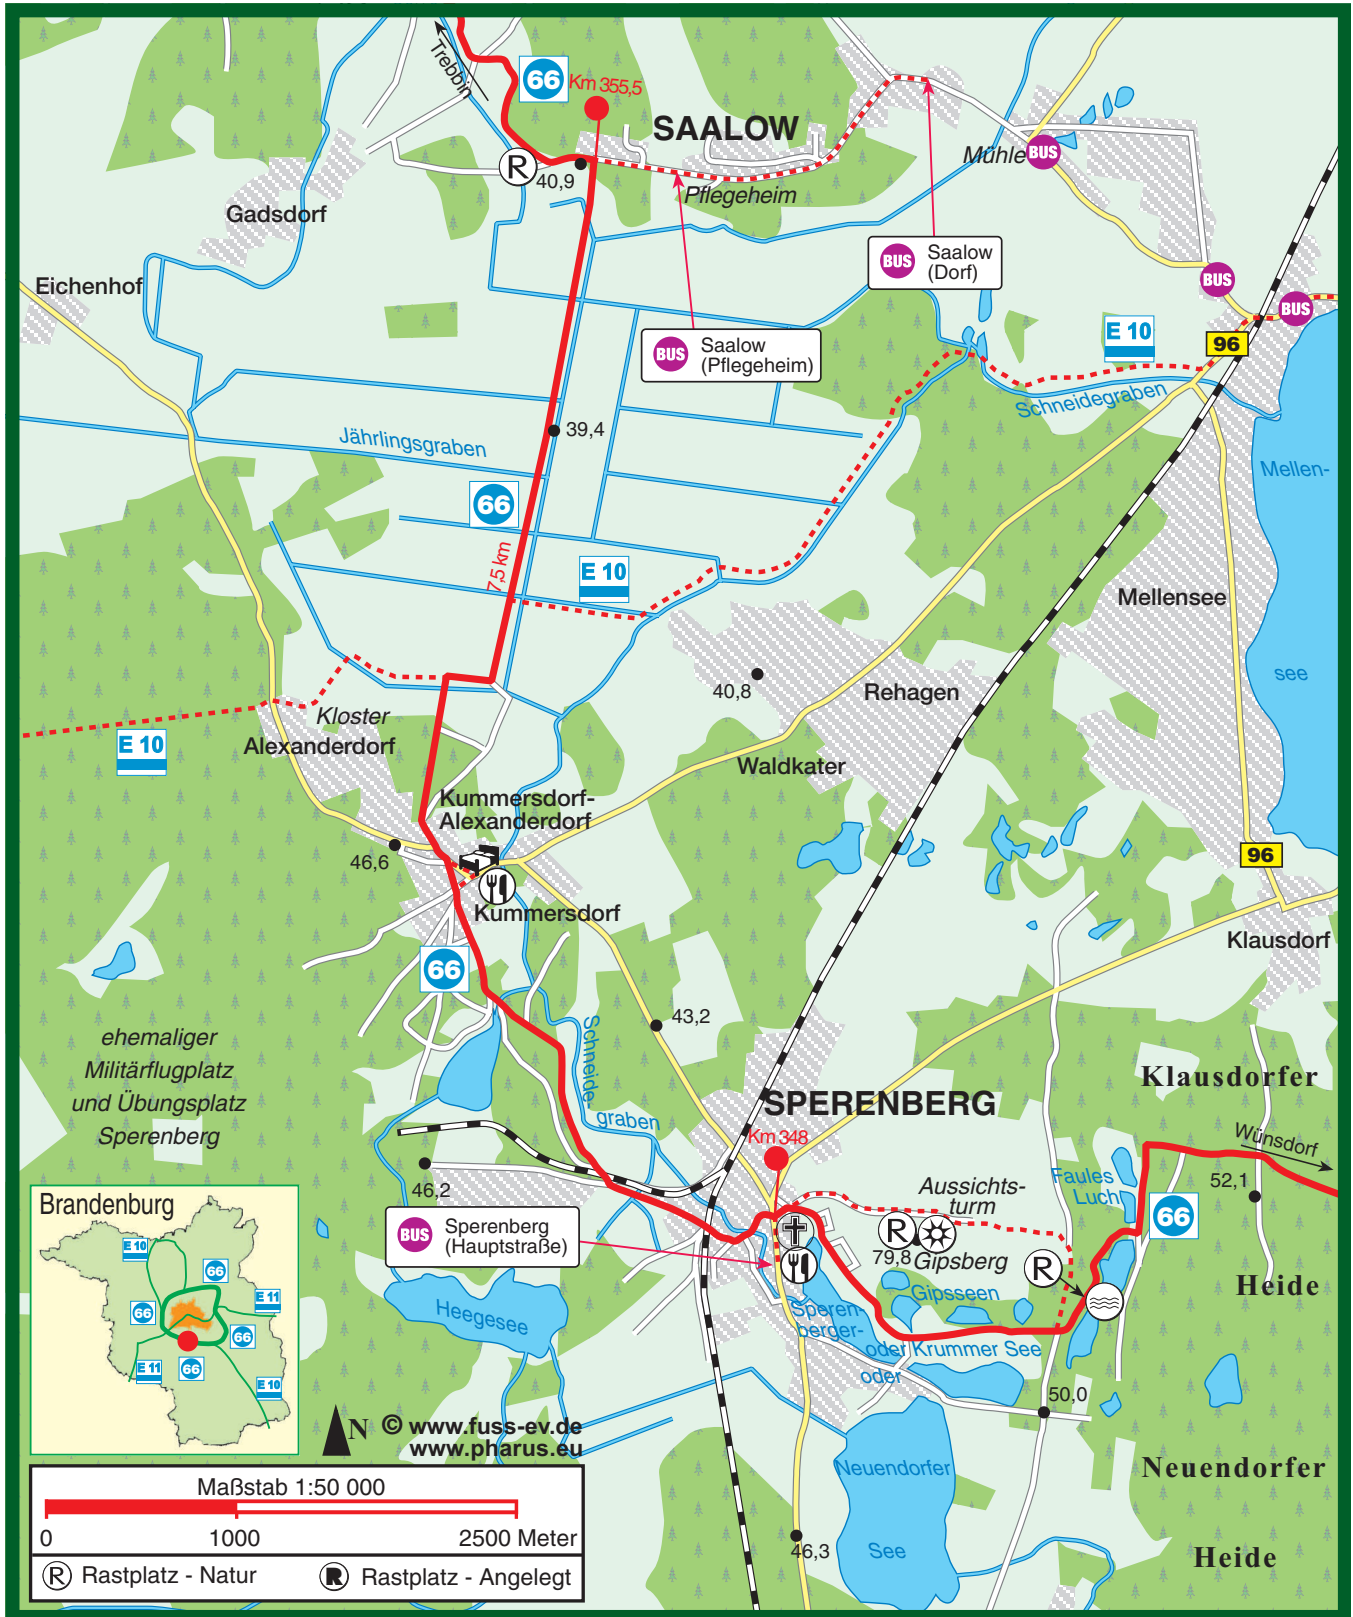 Trebbin
66
Km 355,5
SAALOW
Mühle
BUS
R
40,9
Pflegeheim
Gadsdorf
BUS Saalow
(Dorf)
BUS
BUS
Eichenhof
BUS Saalow
(Pflegeheim)
E 10
96
Schneidegraben
39,4
Jährlingsgraben
Mellen-
see
66
7,5 km
E 10
Mellensee
40,8
Rehagen
Kloster
Alexanderdorf
E 10
Waldkater
Kummersdorf-
Alexanderdorf
46,6
96
Kummersdorf
Klausdorf
66
43,2
Schneide-
graben
ehemaliger
Militärflugplatz
und Übungsplatz
Sperenberg
Klausdorfer
Heide
SPERENBERG
Km 348
Wünsdorf
52,1
46,2
Faules
Luch
66
Aussichts-
turm
R
79,8
Gipsberg
R
BUS Sperenberg
(Hauptstraße)
Gipsseen
Heegesee
Speren-
berger-
oder Krummer See
oder
50,0
Neuendorfer
See
46,3
Neuendorfer
Heide
Brandenburg
E 10
66
E 11
66
66
E 11
66
E 10
N
© www.fuss-ev.de
www.pharus.eu
Maßstab 1:50 000
0 1000 2500 Meter
R Rastplatz - Natur R Rastplatz - Angelegt